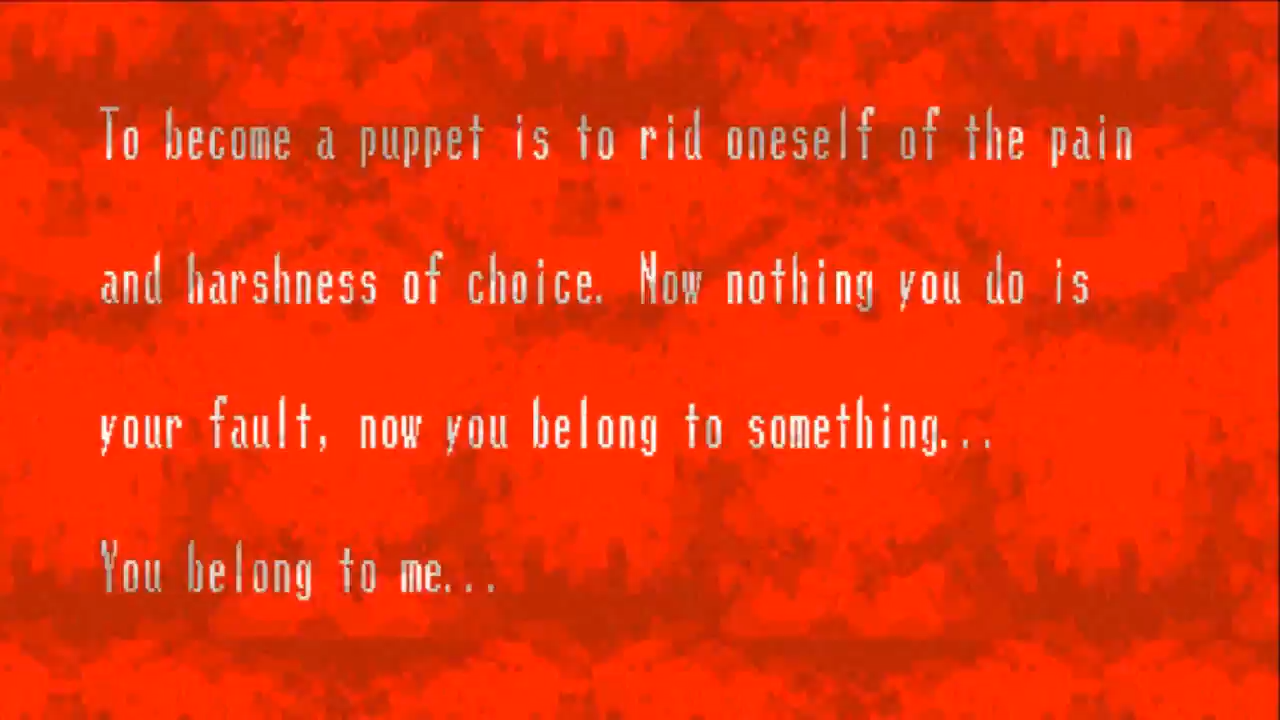 To become a puppet is to rid oneself of the pain
and harshness of choice. Now nothing you do is
your fault, now you belong to something...
You belong to me...